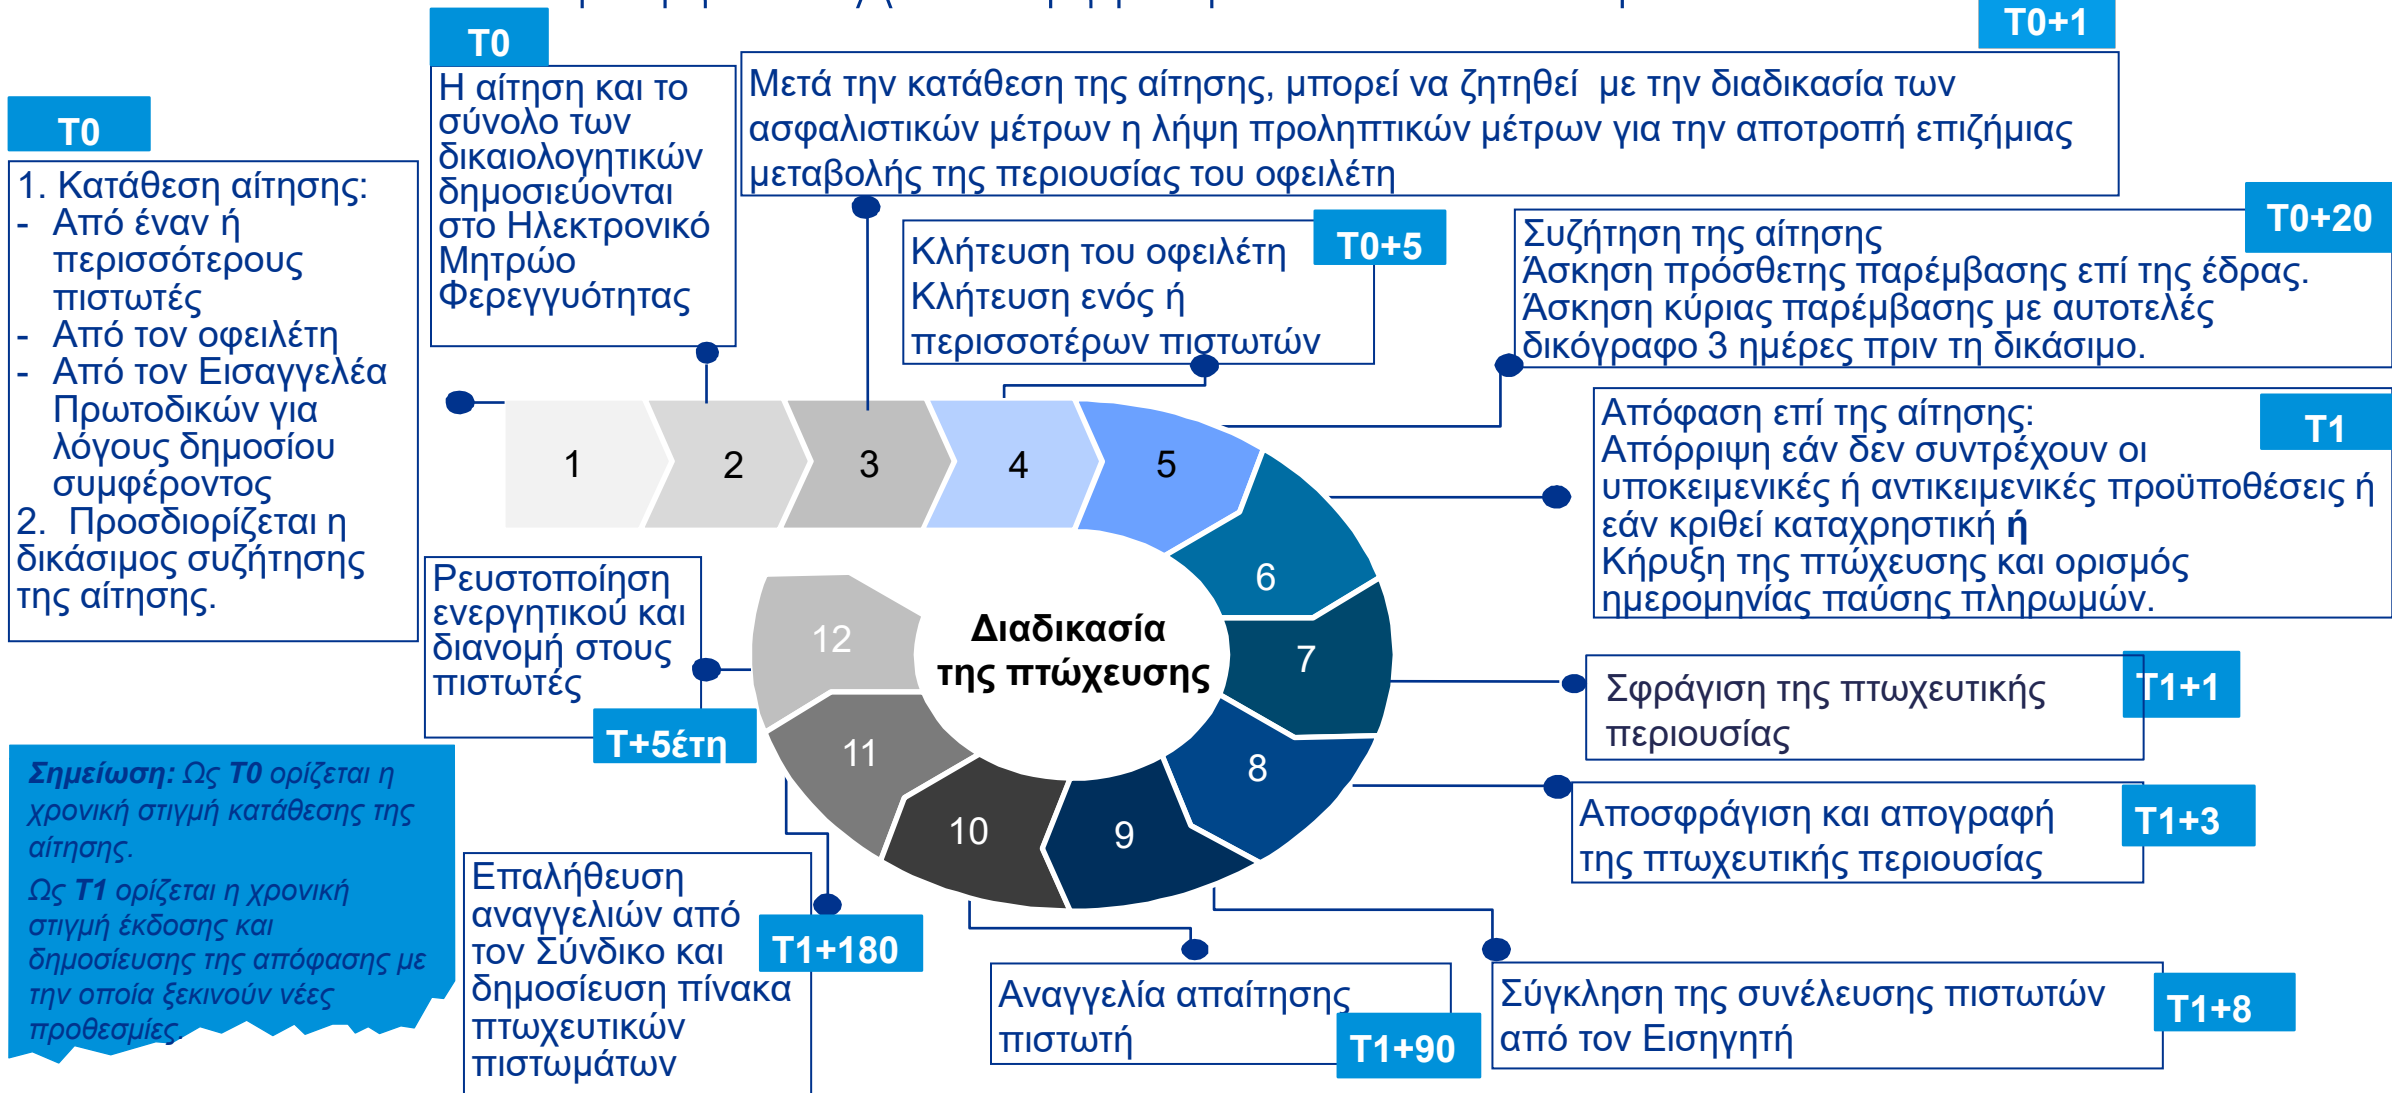 T0
1. Κατάθεση αίτησης:
- Από έναν ή
περισσότερους
πιστωτές
- Από τον οφειλέτη
- Από τον Εισαγγελέα
Πρωτοδικών για
λόγους δημοσίου
συμφέροντος
2. Προσδιορίζεται η
δικάσιμος συζήτησης
της αίτησης.
T0
Η αίτηση και το
σύνολο των
δικαιολογητικών
δημοσιεύονται
στο Ηλεκτρονικό
Μητρώο
Φερεγγυότητας
T0+1
Μετά την κατάθεση της αίτησης, μπορεί να ζητηθεί με την διαδικασία των
ασφαλιστικών μέτρων η λήψη προληπτικών μέτρων για την αποτροπή επιζήμιας
μεταβολής της περιουσίας του οφειλέτη
T0+5
Κλήτευση του οφειλέτη
Κλήτευση ενός ή
περισσοτέρων πιστωτών
T0+20
Συζήτηση της αίτησης
Άσκηση πρόσθετης παρέμβασης επί της έδρας.
Άσκηση κύριας παρέμβασης με αυτοτελές
δικόγραφο 3 ημέρες πριν τη δικάσιμο.
T1
Απόφαση επί της αίτησης:
Απόρριψη εάν δεν συντρέχουν οι
υποκειμενικές ή αντικειμενικές προϋποθέσεις ή
εάν κριθεί καταχρηστική ή
Κήρυξη της πτώχευσης και ορισμός
ημερομηνίας παύσης πληρωμών.
1
2
3
4
5
6
7
8
9
10
11
12
Διαδικασία
της πτώχευσης
T1+1
Σφράγιση της πτωχευτικής
περιουσίας
T1+3
Αποσφράγιση και απογραφή
της πτωχευτικής περιουσίας
Σύγκληση της συνέλευσης πιστωτών
από τον Εισηγητή
T1+8
Αναγγελία απαίτησης
πιστωτή
T1+90
Επαλήθευση
αναγγελιών από
τον Σύνδικο και
δημοσίευση πίνακα
πτωχευτικών
πιστωμάτων
T1+180
Ρευστοποίηση
ενεργητικού και
διανομή στους
πιστωτές
T+5έτη
Σημείωση: Ως T0 ορίζεται η
χρονική στιγμή κατάθεσης της
αίτησης.
Ως T1 ορίζεται η χρονική
στιγμή έκδοσης και
δημοσίευσης της απόφασης με
την οποία ξεκινούν νέες
προθεσμίες.